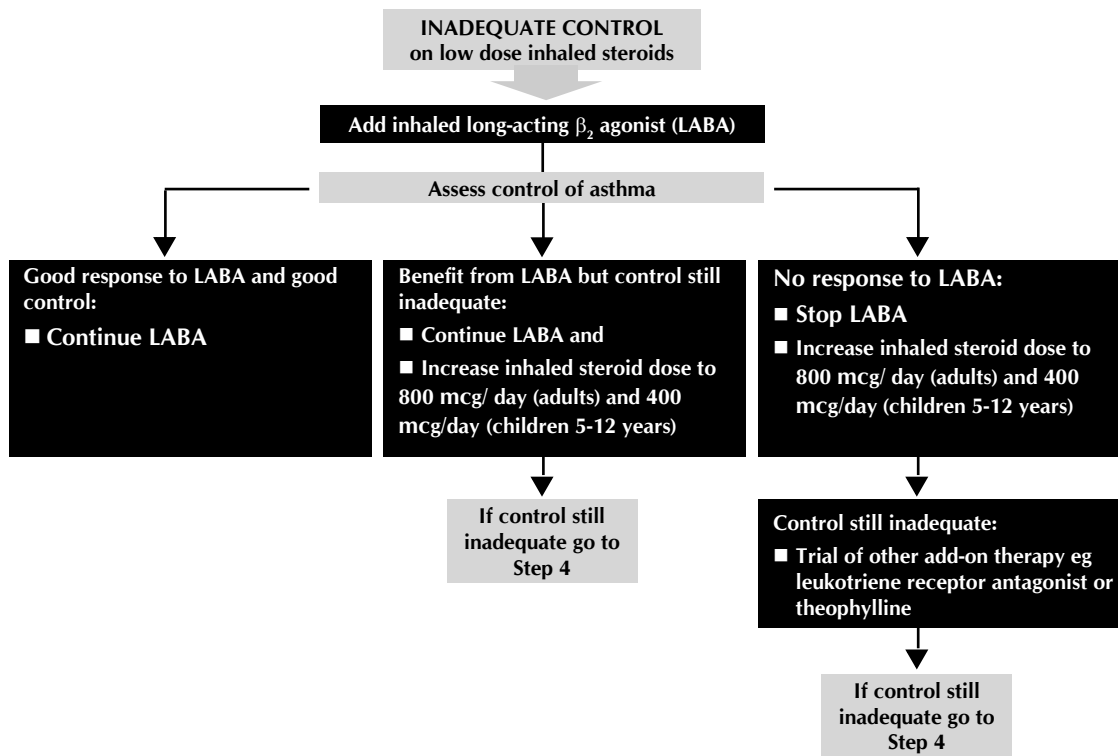 INADEQUATE CONTROL
on low dose inhaled steroids
Add inhaled long-acting β₂ agonist (LABA)
Assess control of asthma
Good response to LABA and good
control:
■ Continue LABA
Benefit from LABA but control still
inadequate:
■ Continue LABA and
■ Increase inhaled steroid dose to
800 mcg/ day (adults) and 400
mcg/day (children 5-12 years)
If control still
inadequate go to
Step 4
No response to LABA:
■ Stop LABA
■ Increase inhaled steroid dose to
800 mcg/ day (adults) and 400
mcg/day (children 5-12 years)
Control still inadequate:
■ Trial of other add-on therapy eg
leukotriene receptor antagonist or
theophylline
If control still
inadequate go to
Step 4